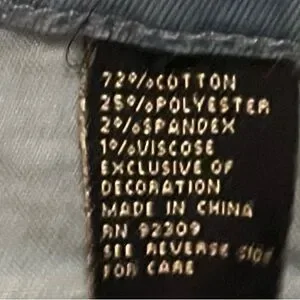 72%COTTON
25%POLYESTER
2%SPANDEX
1%VISCOSE
EXCLUSIVE OF
DECORATION
MADE IN CHINA
RN 92309
SEE REVERSE SIDE
FOR CARE